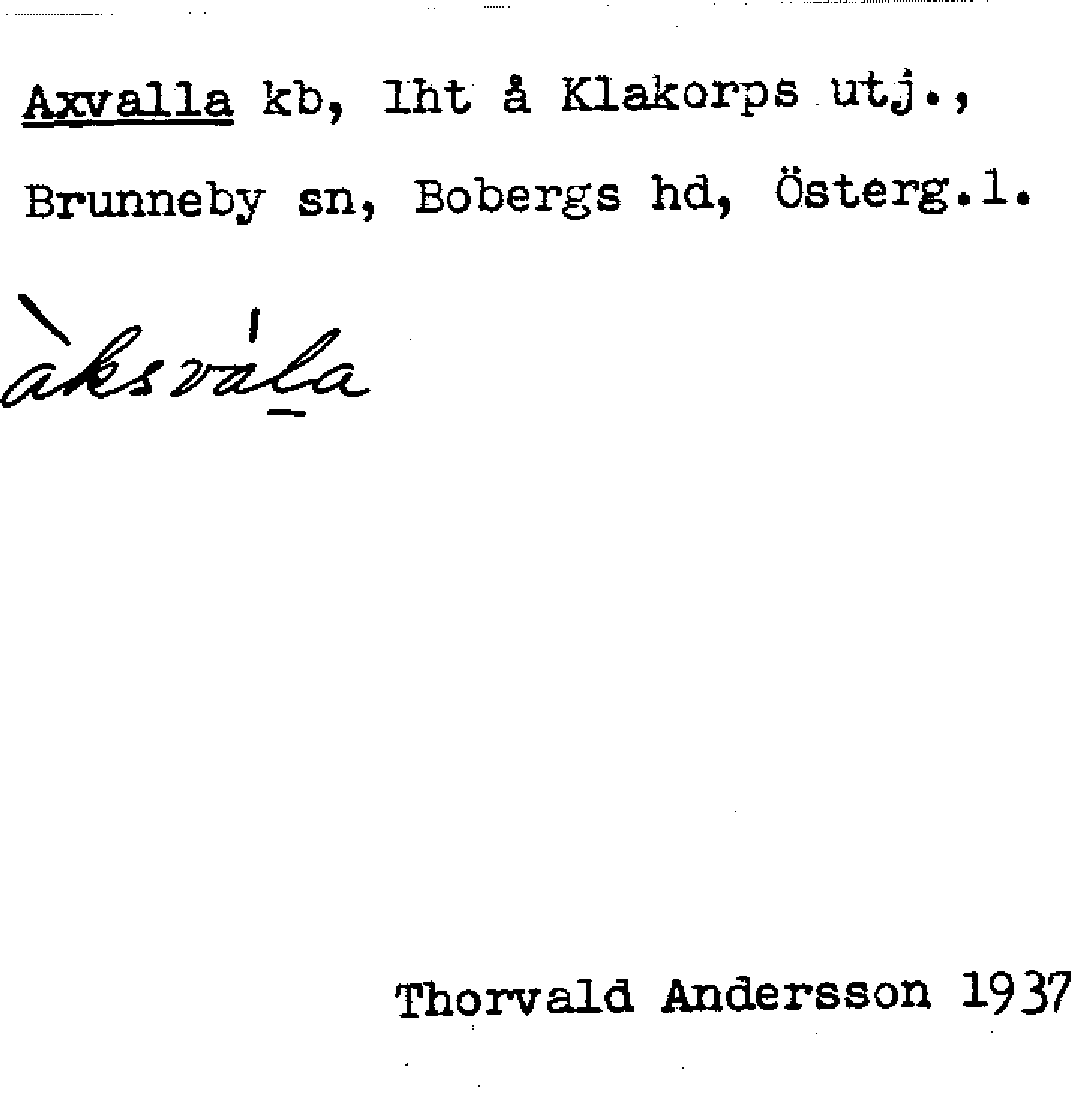 Axvalla kb, lht å Klakorps utj.,
Brunneby sn, Bobergs hd, Österg.l.
àksvála
Thorvald Andersson 1937